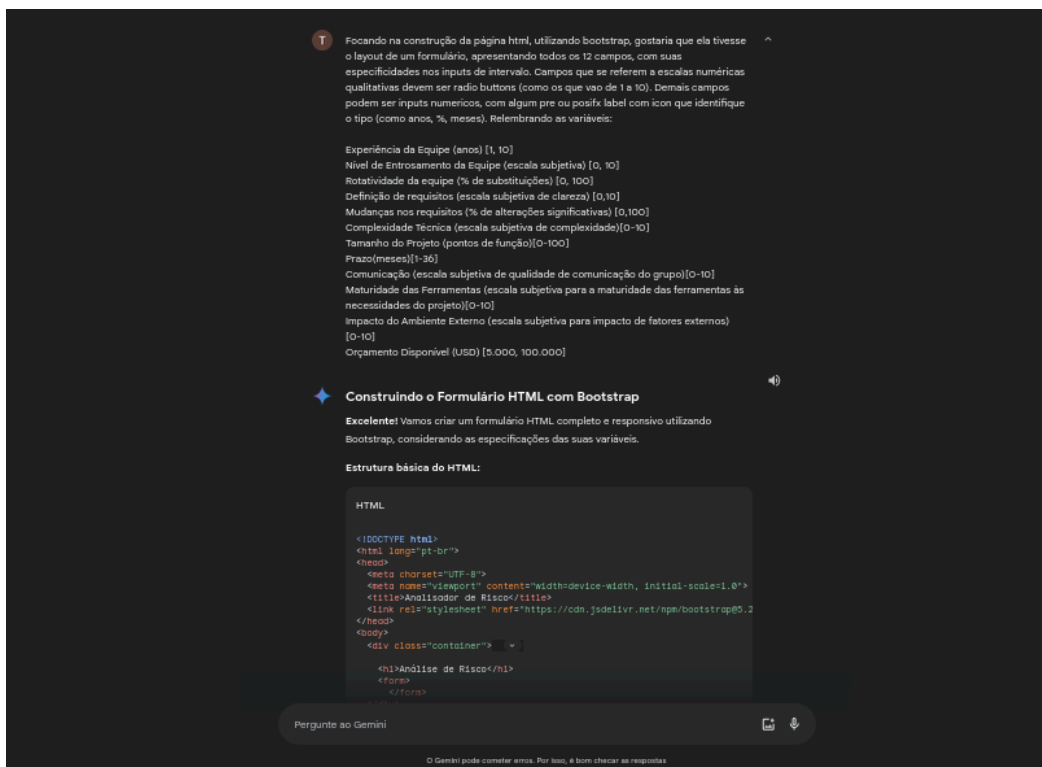 T
Focando na construção da página html, utilizando bootstrap, gostaria que ela tivesse
o layout de um formulário, apresentando todos os 12 campos, com suas
especificidades nos inputs de intervalo. Campos que se referem a escalas numéricas
qualitativas devem ser radio buttons (como os que vao de 1 a 10). Demais campos
podem ser inputs numericos, com algum pre ou posifx label com icon que identifique
o tipo (como anos, %, meses). Relembrando as variáveis:
Experiência da Equipe (anos) [1, 10]
Nível de Entrosamento da Equipe (escala subjetiva) [0, 10]
Rotatividade da equipe (% de substituições) [0, 100]
Definição de requisitos (escala subjetiva de clareza) [0,10]
Mudanças nos requisitos (% de alterações significativas) [0,100]
Complexidade Técnica (escala subjetiva de complexidade)[0-10]
Tamanho do Projeto (pontos de função)[0-100]
Prazo(meses)[1-36]
Comunicação (escala subjetiva de qualidade de comunicação do grupo)[0-10]
Maturidade das Ferramentas (escala subjetiva para a maturidade das ferramentas às
necessidades do projeto)[0-10]
Impacto do Ambiente Externo (escala subjetiva para impacto de fatores externos)
[0-10]
Orçamento Disponível (USD) [5.000, 100.000]
Construindo o Formulário HTML com Bootstrap
Excelente! Vamos criar um formulário HTML completo e responsivo utilizando
Bootstrap, considerando as especificações das suas variáveis.
Estrutura básica do HTML:
HTML
<!DOCTYPE html>
<html lang="pt-br">
<head>
<meta charset="UTF-8">
<meta name="viewport" content="width=device-width, initial-scale=1.0">
<title>Analisador de Risco</title>
<link rel="stylesheet" href="https://cdn.jsdelivr.net/npm/bootstrap@5.2
</head>
<body>
<div class="container">
<h1>Análise de Risco</h1>
<form>
</form>
Pergunte ao Gemini
O Gemini pode cometer erros. Por isso, é bom checar as respostas